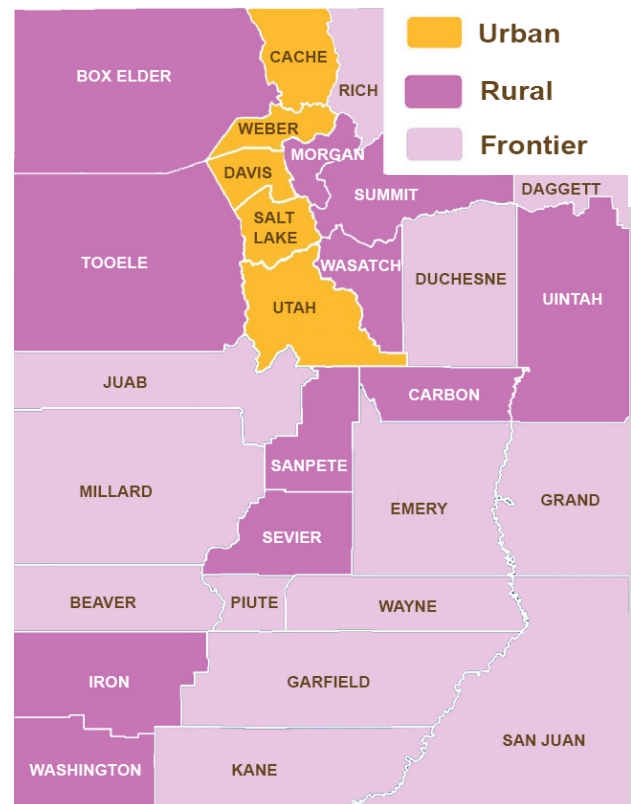 Urban
Rural
Frontier
CACHE
BOX ELDER
RICH
WEBER
MORGAN
DAVIS
SUMMIT
DAGGETT
SALT
LAKE
TOOELE
WASATCH
DUCHESNE
UINTAH
UTAH
JUAB
CARBON
SANPETE
MILLARD
EMERY
GRAND
SEVIER
BEAVER
PIUTE
WAYNE
IRON
GARFIELD
SAN JUAN
WASHINGTON
KANE